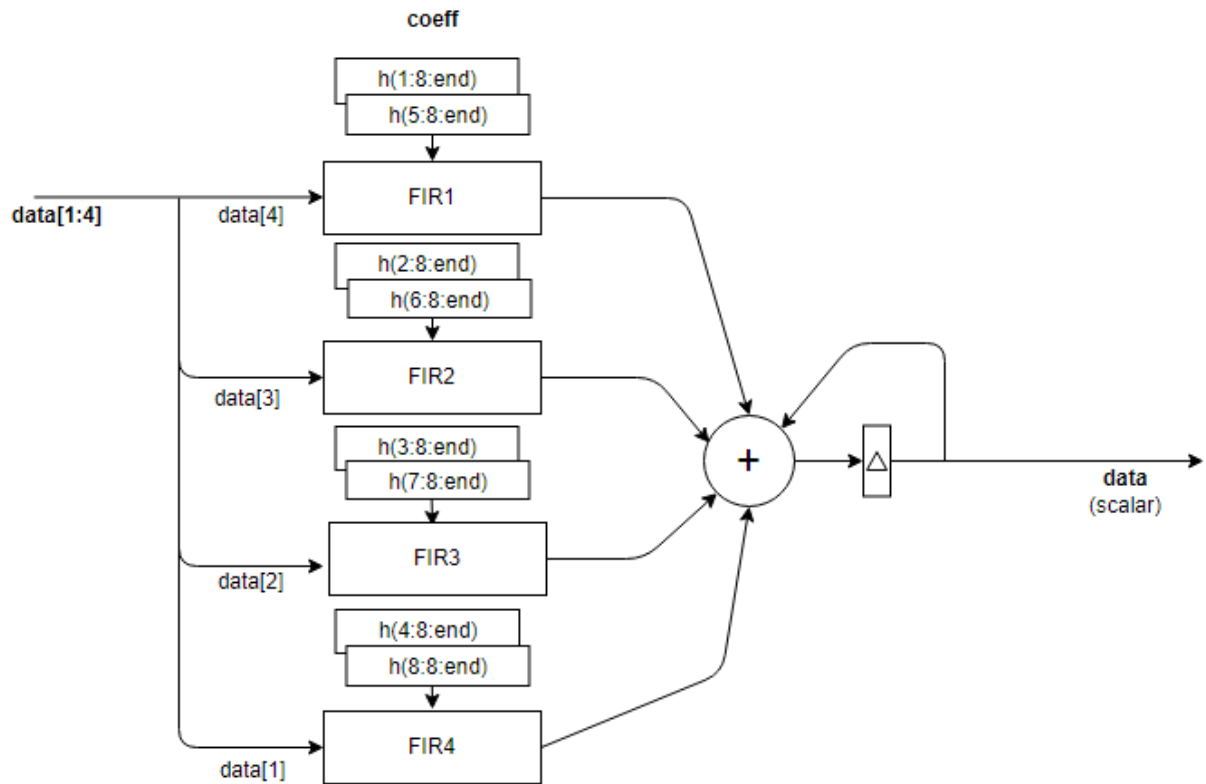 coeff
h(1:8:end)
h(5:8:end)
FIR1
data[1:4]
data[4]
h(2:8:end)
h(6:8:end)
FIR2
data[3]
h(3:8:end)
h(7:8:end)
FIR3
data[2]
+
△
data
(scalar)
h(4:8:end)
h(8:8:end)
FIR4
data[1]